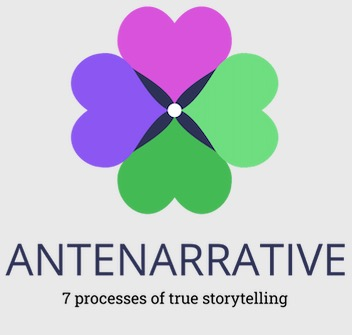 ANTENARRATIVE
7 processes of true storytelling